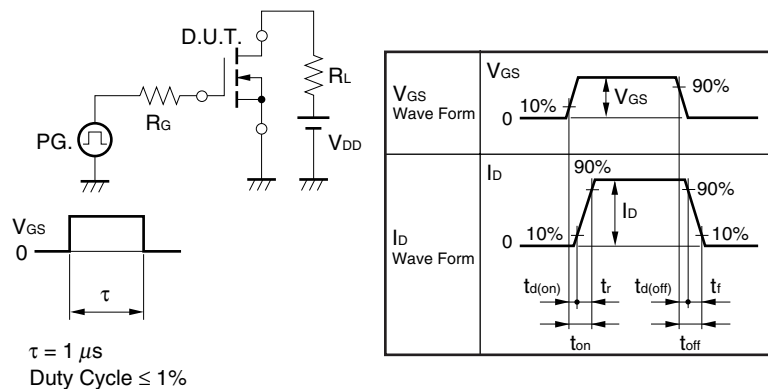 D.U.T.
RL
RG
PG.
VDD
VGS
0
τ
τ = 1 μs
Duty Cycle ≤ 1%
VGS
Wave Form
VGS
10%
0
VGS
90%
ID
Wave Form
ID
90%
90%
ID
10%
0
10%
td(on)
tr
td(off)
tf
ton
toff